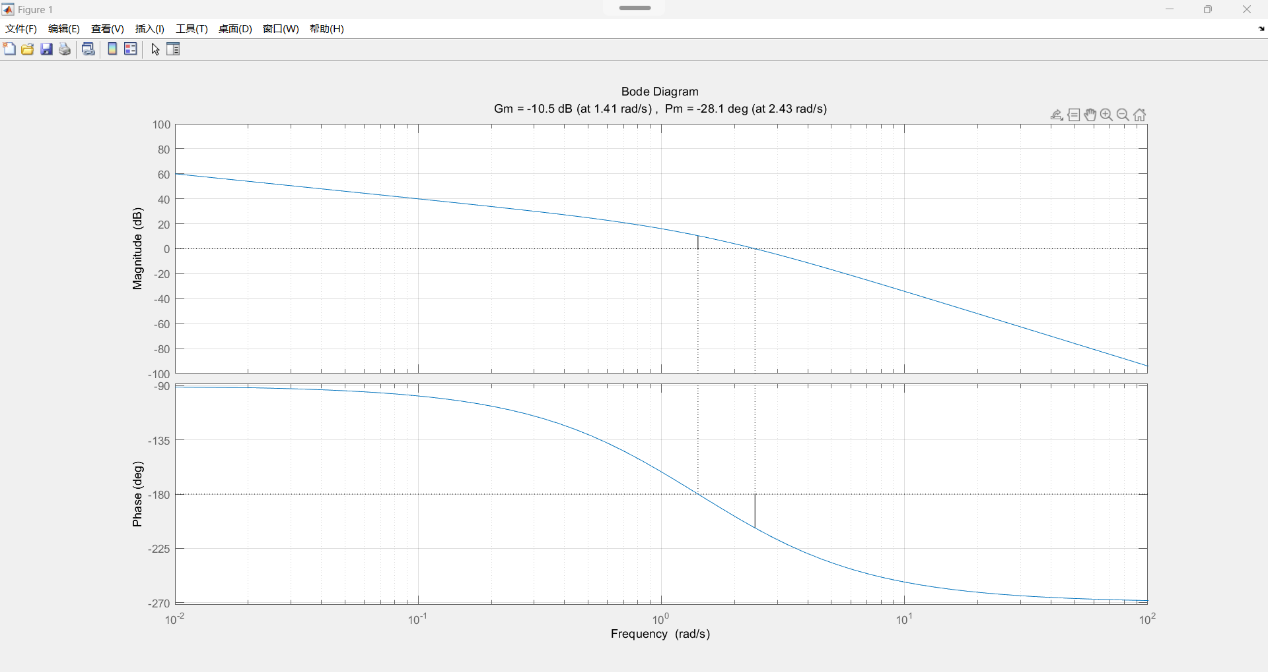 Figure 1
文件(F) 编辑(E) 查看(V) 插入(I) 工具(T) 桌面(D) 窗口(W) 帮助(H)
Bode Diagram
Gm = -10.5 dB (at 1.41 rad/s) , Pm = -28.1 deg (at 2.43 rad/s)
Magnitude (dB)
100
80
60
40
20
0
-20
-40
-60
-80
-100
Phase (deg)
-90
-135
-180
-225
-270
10^-2 10^-1 10^0 10^1 10^2
Frequency (rad/s)